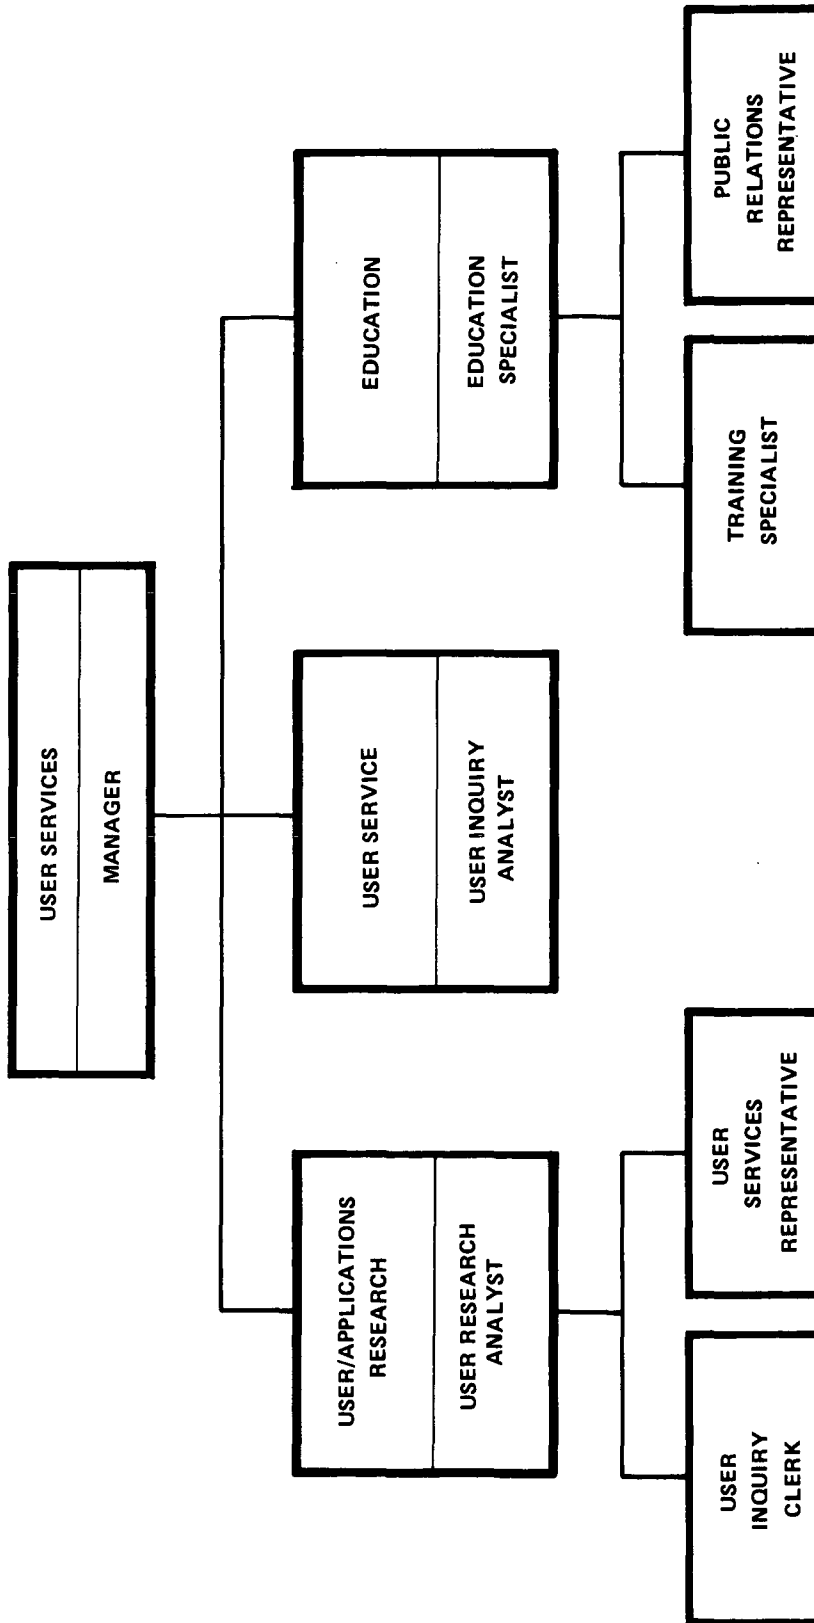 USER SERVICES
MANAGER
USER/APPLICATIONS
RESEARCH
USER RESEARCH
ANALYST
USER SERVICE
USER INQUIRY
ANALYST
EDUCATION
EDUCATION
SPECIALIST
USER
INQUIRY
CLERK
USER
SERVICES
REPRESENTATIVE
TRAINING
SPECIALIST
PUBLIC
RELATIONS
REPRESENTATIVE